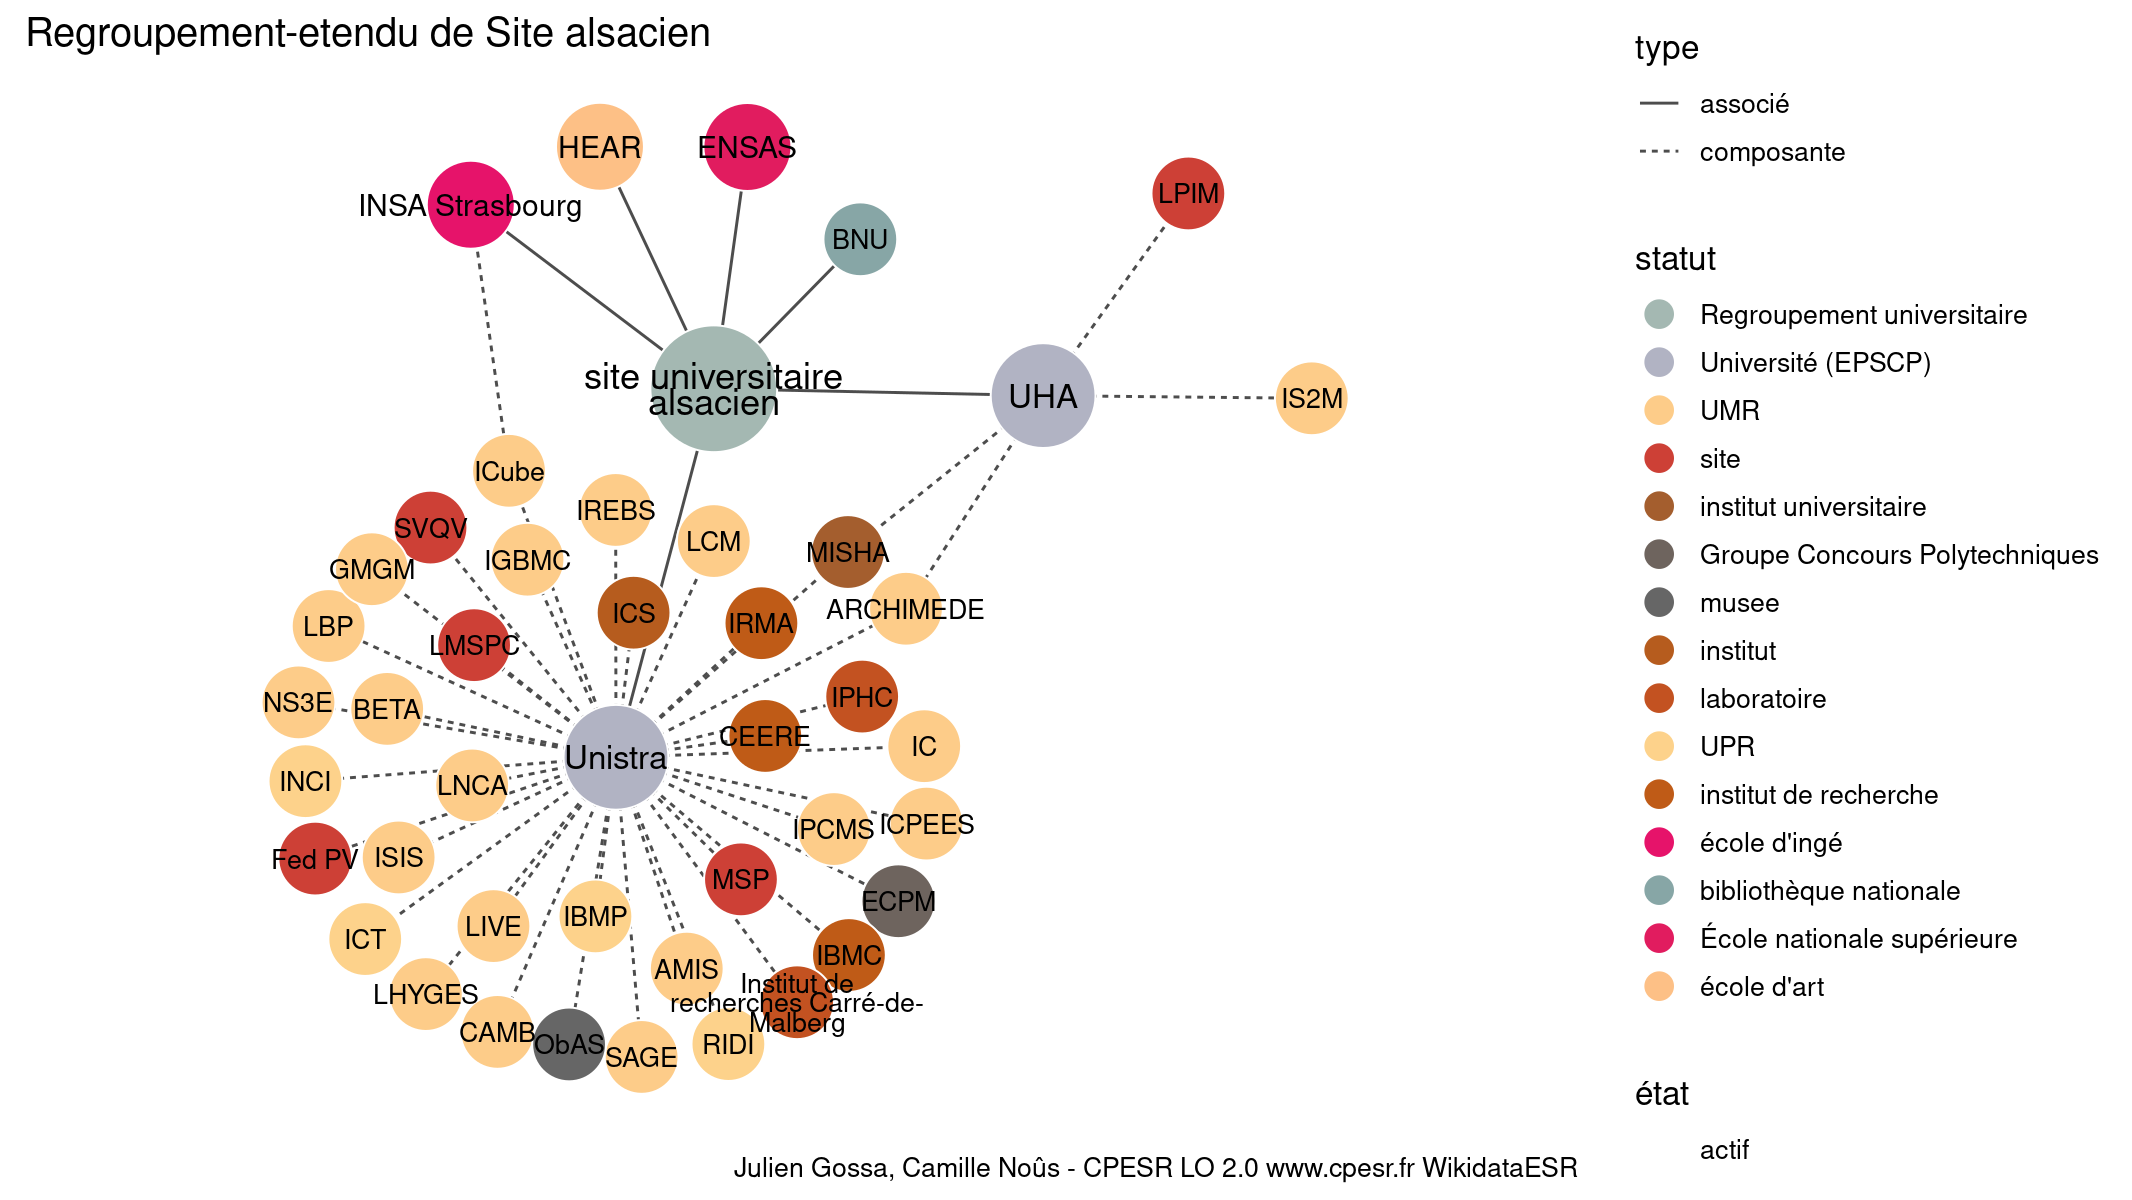 Regroupement-etendu de Site alsacien
HEAR
ENSAS
INSA Strasbourg
BNU
LPIM
site universitaire
alsacien
UHA
IS2M
ICube
SVQV
IREBS
LCM
IGBMC
GMGM
MISHA
ARCHIMEDE
LBP
LMSPC
ICS
IRMA
NS3E
BETA
IPHC
CEERE
IC
Unistra
INCI
LNCA
IPCMS
ICPEES
Fed PV
ISIS
MSP
ECPM
ICT
LIVE
IBMP
IBMC
AMIS
LHYGES
Institut de
recherches Carré-de-
Malberg
CAMB
ObAS
SAGE
RIDI
type
associé
composante
statut
Regroupement universitaire
Université (EPSCP)
UMR
site
institut universitaire
Groupe Concours Polytechniques
musee
institut
laboratoire
UPR
institut de recherche
école d'ingé
bibliothèque nationale
École nationale supérieure
école d'art
état
actif
Julien Gossa, Camille Noûs - CPESR LO 2.0 www.cpesr.fr WikidataESR